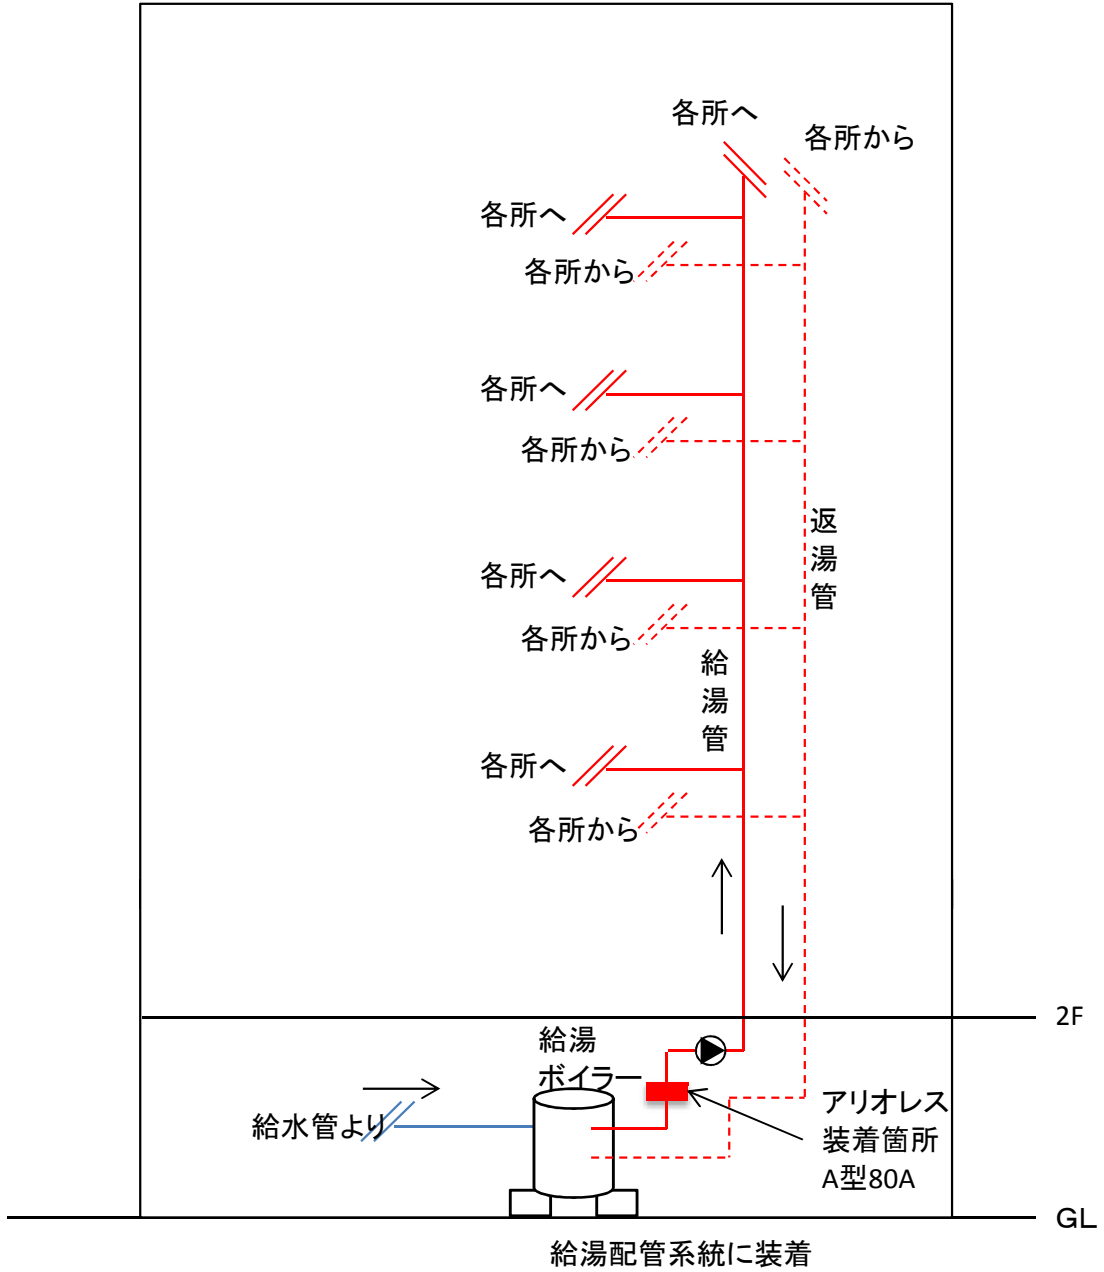 各所へ
各所から
各所へ
各所から
各所へ
各所から
返湯管
各所へ
各所から
給湯管
各所へ
各所から
2F
給湯
ボイラー
給水管より
アリオレス
装着箇所
A型80A
GL
給湯配管系統に装着